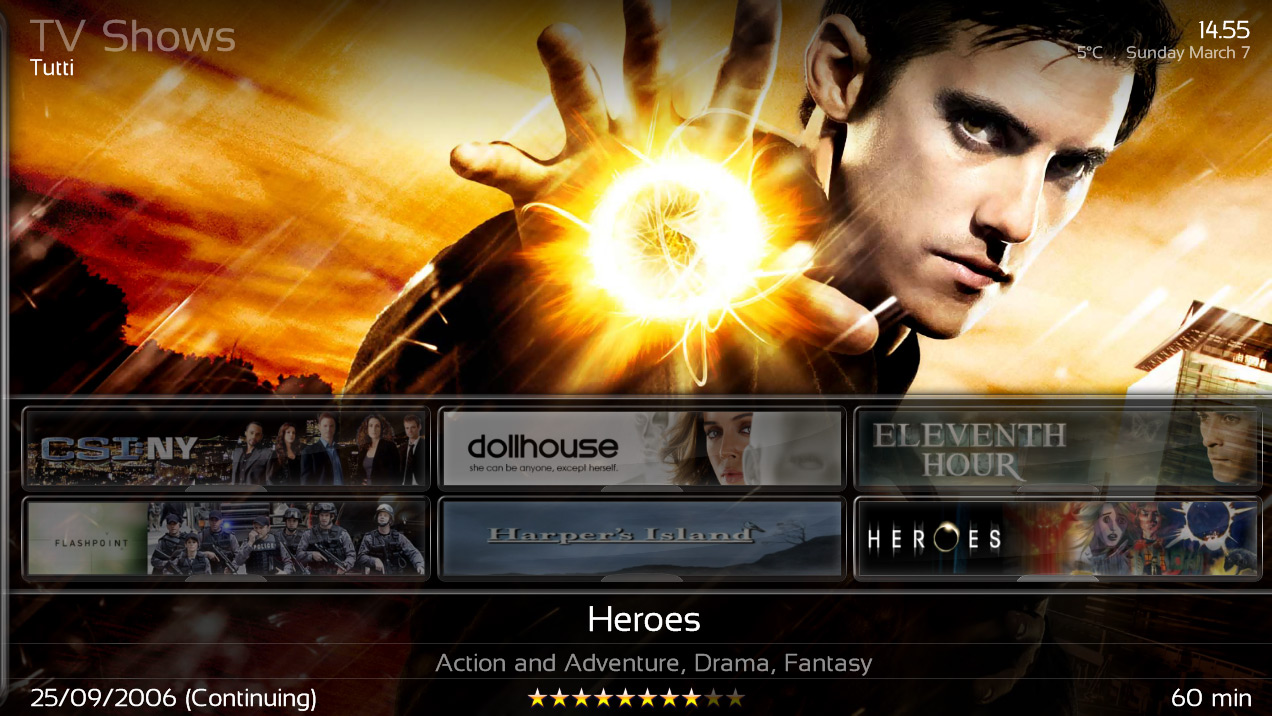 TV Shows
Tutti
14.55
5°C Sunday March 7
CSI: NY
dollhouse
she can be anyone, except herself.
ELEVENTH
HOUR
FLASHPOINT
POLICE
Harper's Island
HEROES
Heroes
Action and Adventure, Drama, Fantasy
25/09/2006 (Continuing)
60 min